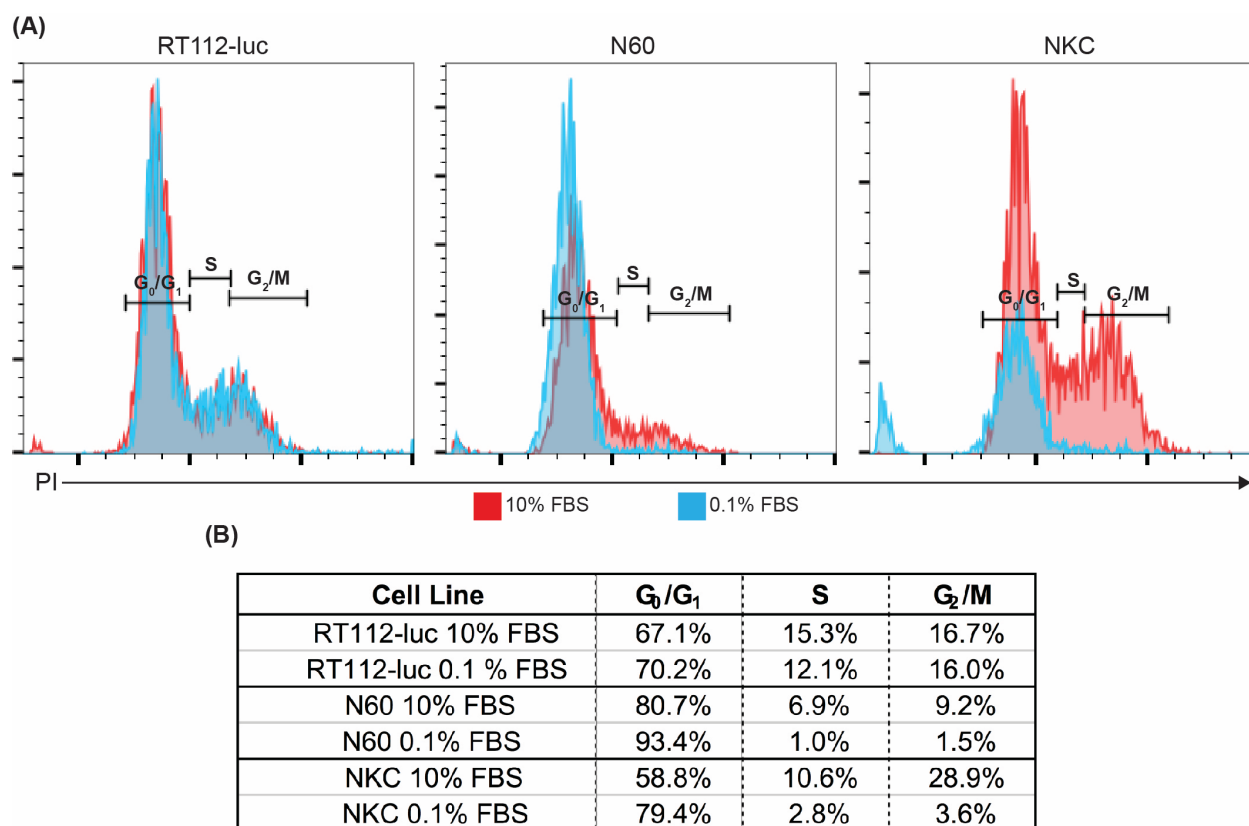 (A)
RT112-luc N60 NKC
G0/G1 S G2/M
G0/G1 S G2/M
G0/G1 S G2/M
PI
10% FBS 0.1% FBS
(B)
Cell Line G0/G1 S G2/M
RT112-luc 10% FBS 67.1% 15.3% 16.7%
RT112-luc 0.1 % FBS 70.2% 12.1% 16.0%
N60 10% FBS 80.7% 6.9% 9.2%
N60 0.1% FBS 93.4% 1.0% 1.5%
NKC 10% FBS 58.8% 10.6% 28.9%
NKC 0.1% FBS 79.4% 2.8% 3.6%